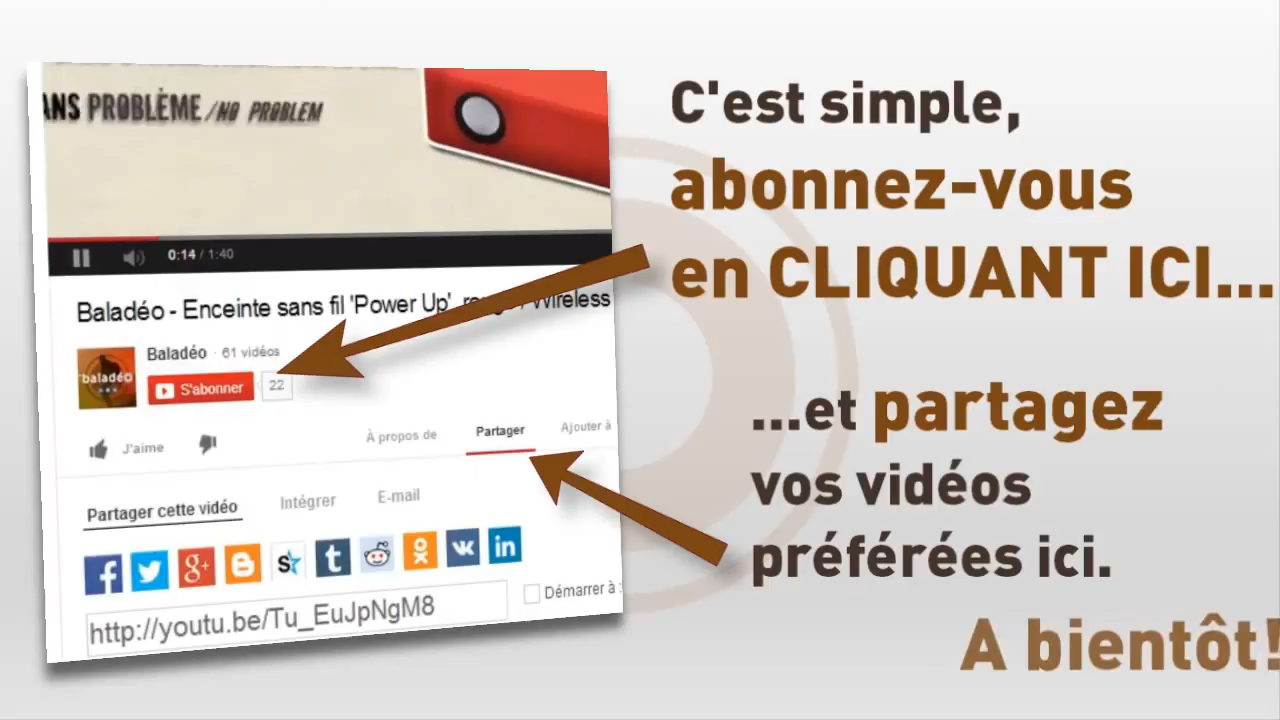 ANS PROBLÈME /NO PROBLEM
0:14 / 1:40
Baladéo - Enceinte sans fil 'Power Up', / Wireless
Baladéo · 61 vidéos
baladéo
S'abonner 22
J'aime
À propos de Partager Ajouter à
Partager cette vidéo Intégrer E-mail
http://youtu.be/Tu_EuJpNgM8
Démarrer à :
C'est simple,
abonnez-vous
en CLIQUANT ICI...
...et partagez
vos vidéos
préférées ici.
A bientôt!